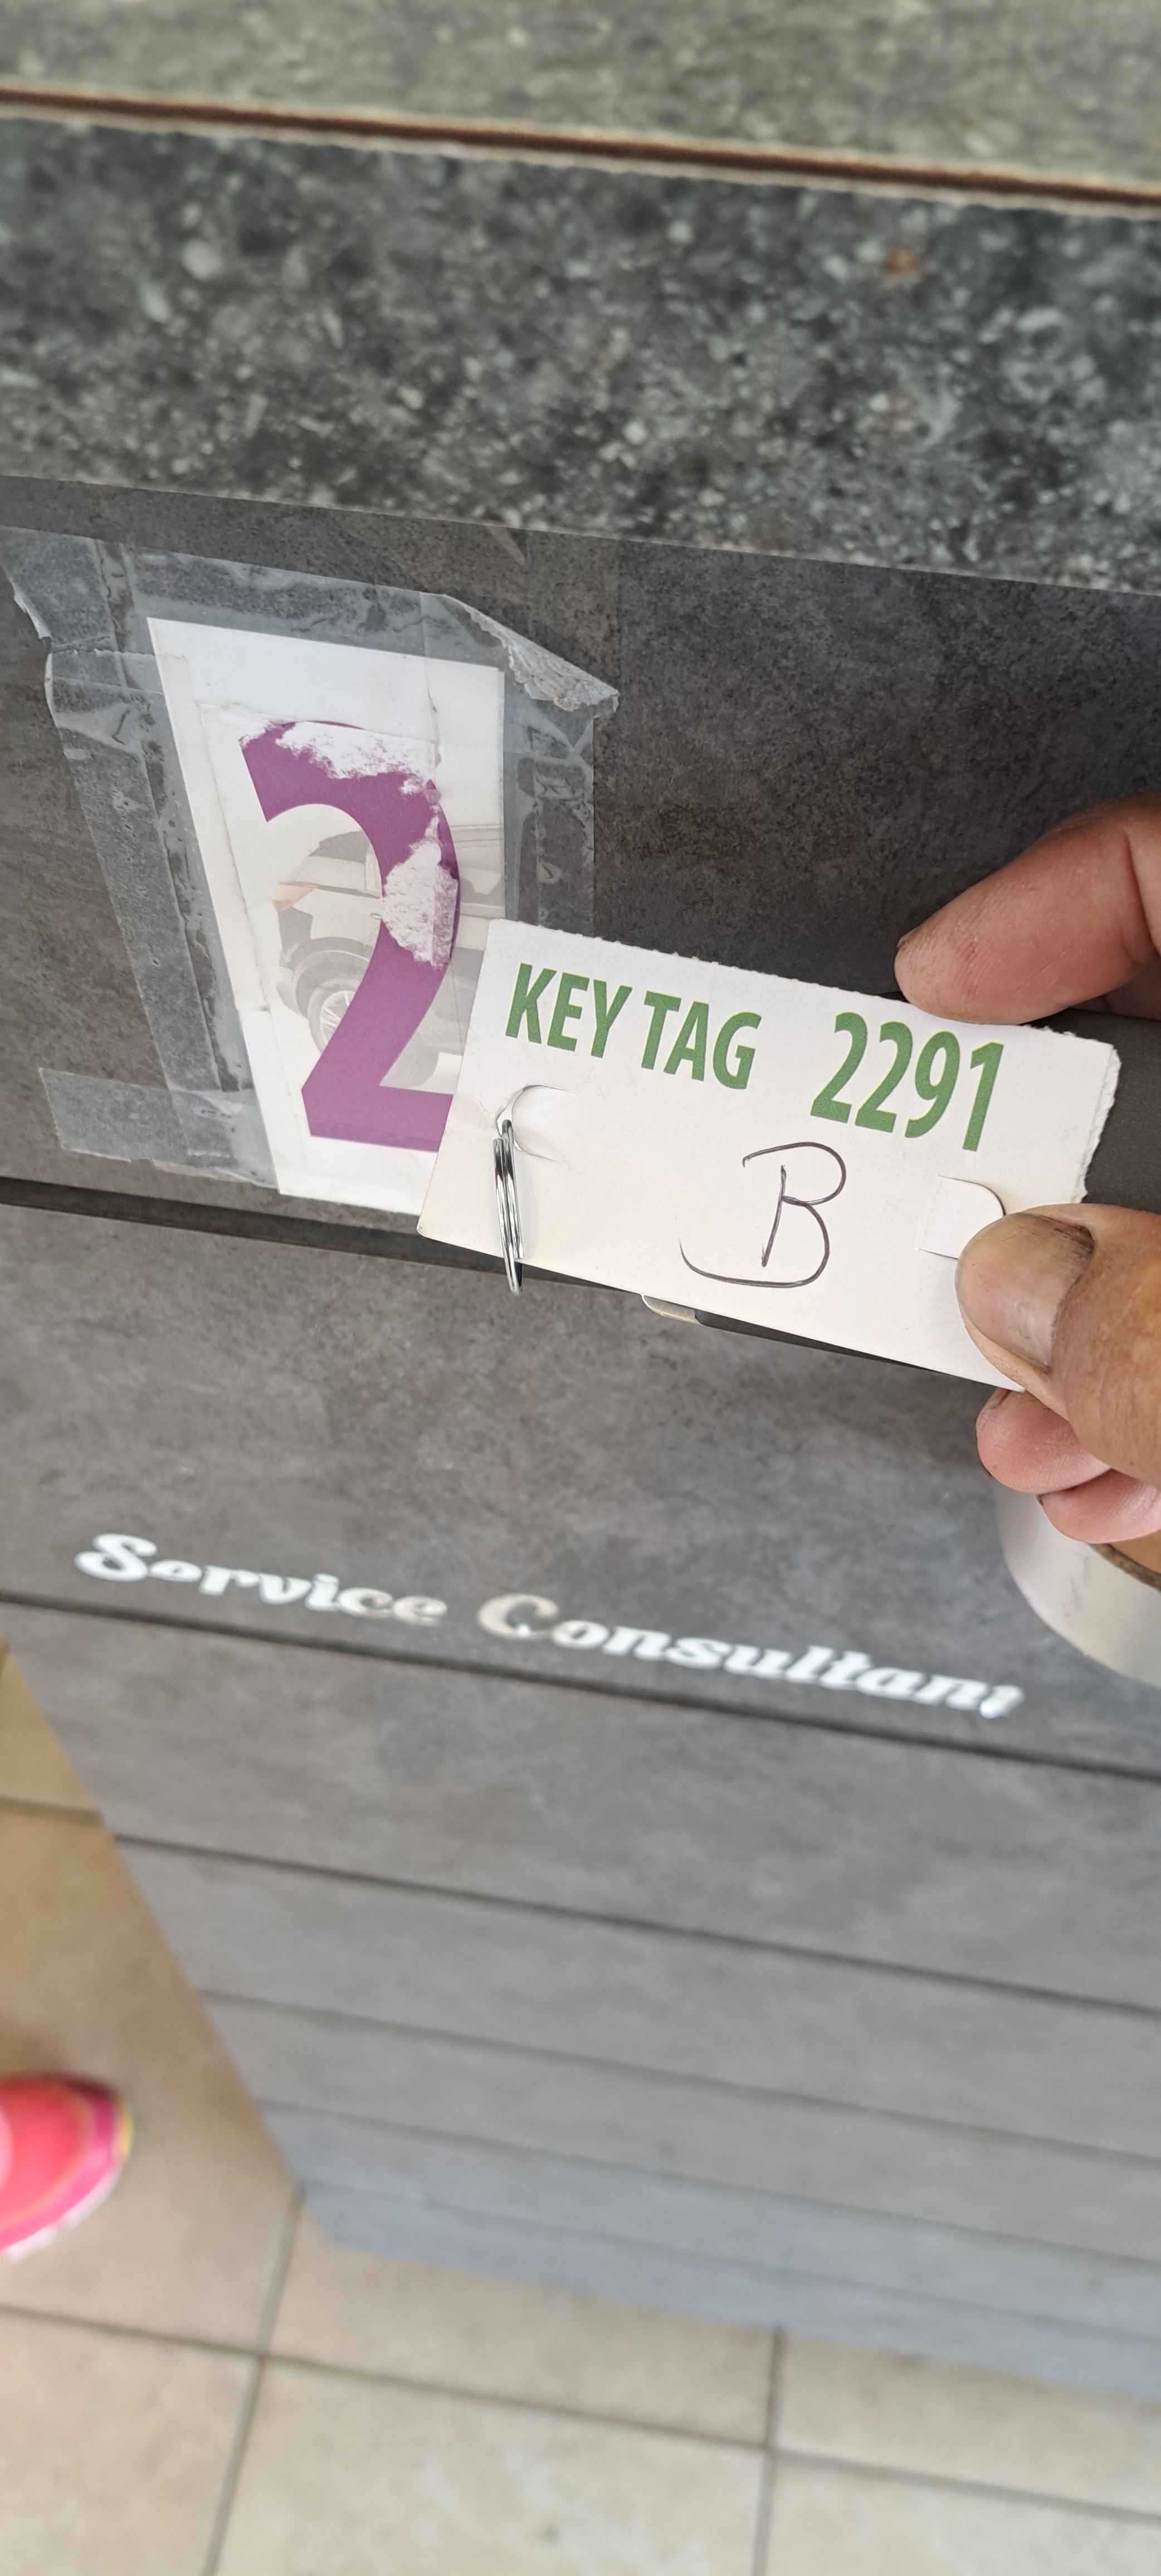 2
KEY TAG 2291
B
Service Consultant